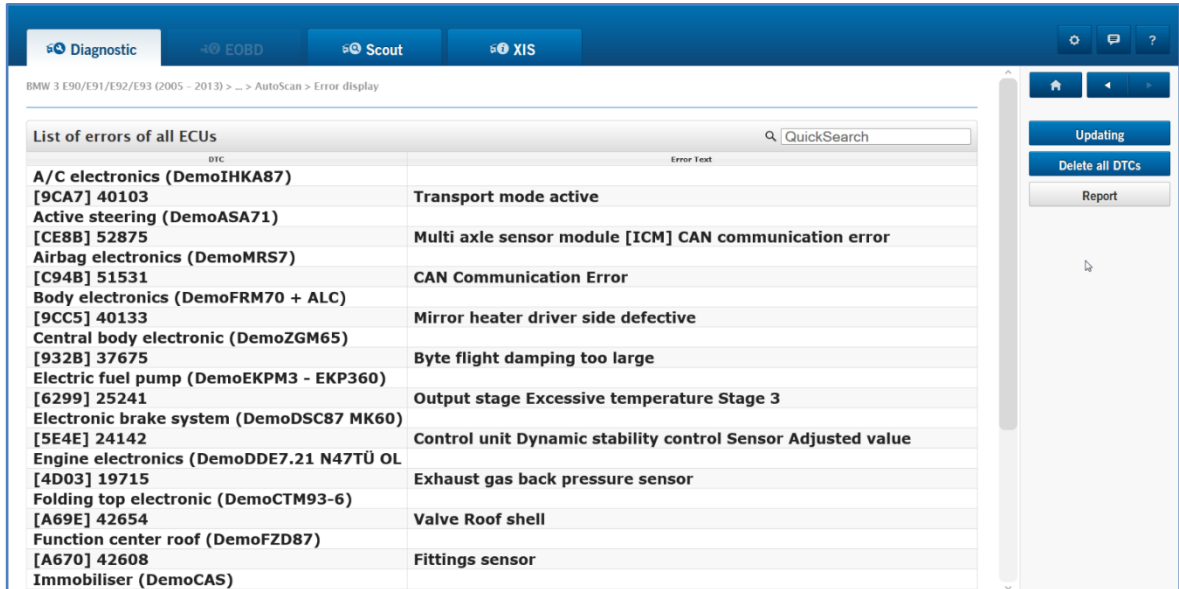 Diagnostic
EOBD
Scout
XIS
?
BMW 3 E90/E91/E92/E93 (2005 - 2013) > ... > AutoScan > Error display
List of errors of all ECUs
QuickSearch
DTC Error Text
A/C electronics (DemoIHKA87)
[9CA7] 40103 Transport mode active
Active steering (DemoASA71)
[CE8B] 52875 Multi axle sensor module [ICM] CAN communication error
Airbag electronics (DemoMRS7)
[C94B] 51531 CAN Communication Error
Body electronics (DemoFRM70 + ALC)
[9CC5] 40133 Mirror heater driver side defective
Central body electronic (DemoZGM65)
[932B] 37675 Byte flight damping too large
Electric fuel pump (DemoEKPM3 - EKP360)
[6299] 25241 Output stage Excessive temperature Stage 3
Electronic brake system (DemoDSC87 MK60)
[5E4E] 24142 Control unit Dynamic stability control Sensor Adjusted value
Engine electronics (DemoDDE7.21 N47TÜ OL
[4D03] 19715 Exhaust gas back pressure sensor
Folding top electronic (DemoCTM93-6)
[A69E] 42654 Valve Roof shell
Function center roof (DemoFZD87)
[A670] 42608 Fittings sensor
Immobiliser (DemoCAS)
Updating
Delete all DTCs
Report